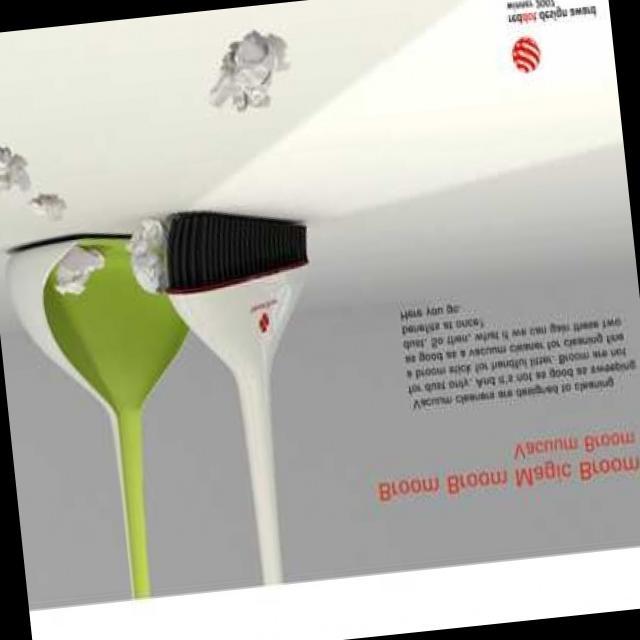 Broom Broom Magic Broom
Vacuum Broom
Vacuum cleaners are designed to cleaning
for dust only. And it's not as good as sweeping
a broom stick for handful litter. Broom are not
as good as a vacuum cleaner for cleaning fine
dust. So then, what if we can gain these two
benefits at once?
Here you go.
reddot design award
winner 2007